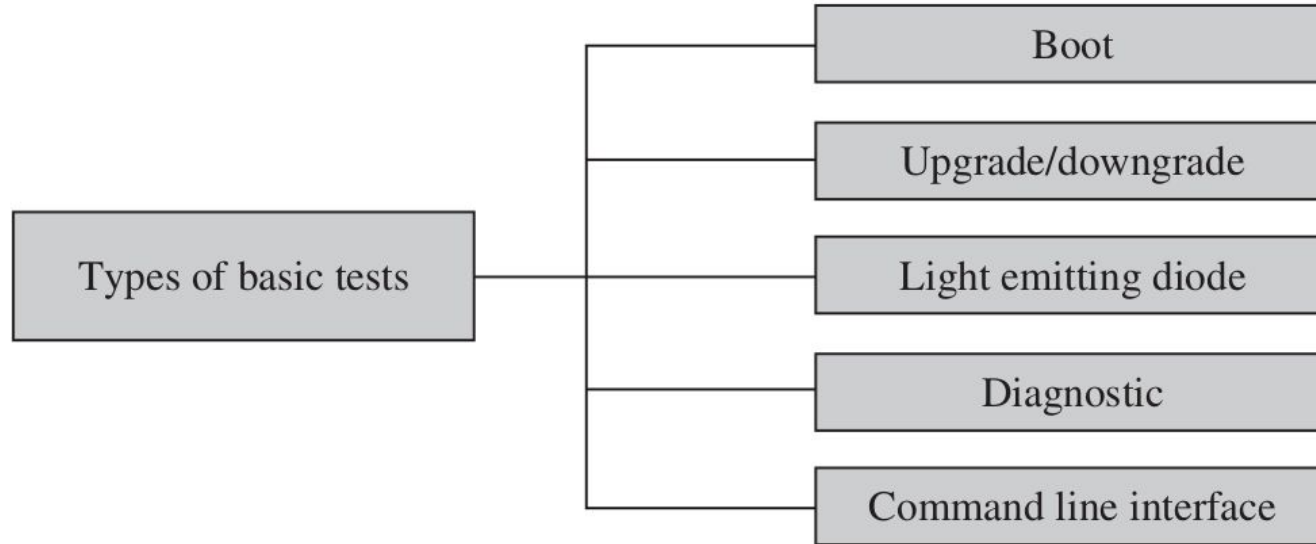 Types of basic tests
Boot
Upgrade/downgrade
Light emitting diode
Diagnostic
Command line interface